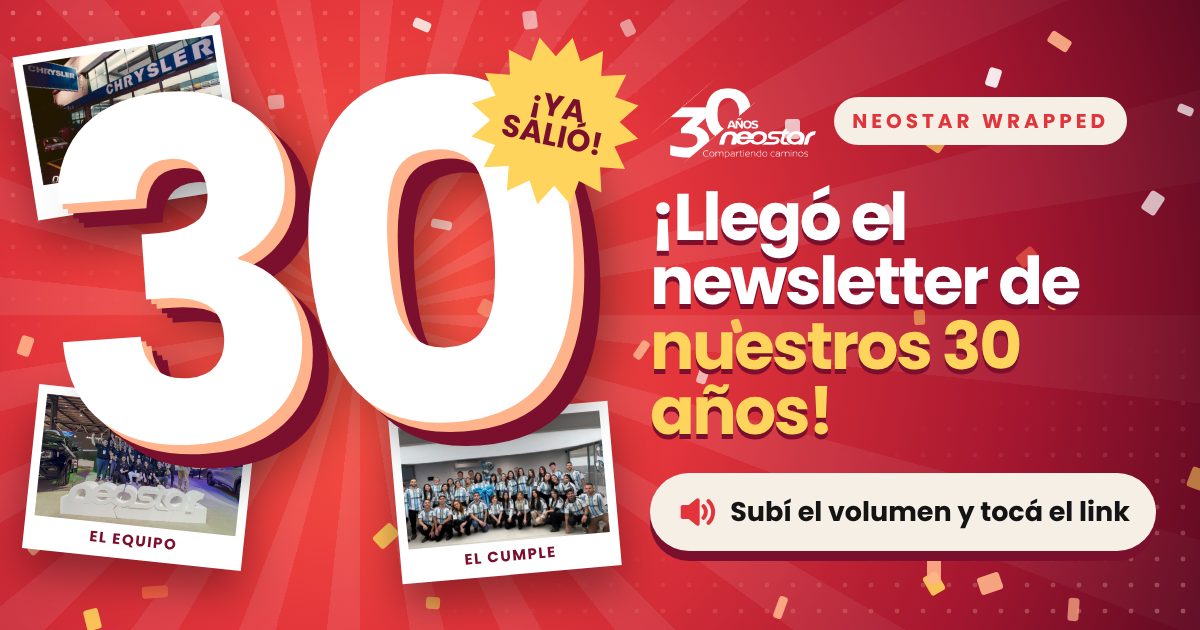 CHRYSLER
CHRYSLER
30
¡YA
SALIÓ!
30
AÑOS
neostar
Compartiendo caminos
NEOSTAR WRAPPED
¡Llegó el
newsletter de
nuestros 30
años!
Subí el volumen y tocá el link
neostar
EL EQUIPO
EL CUMPLE